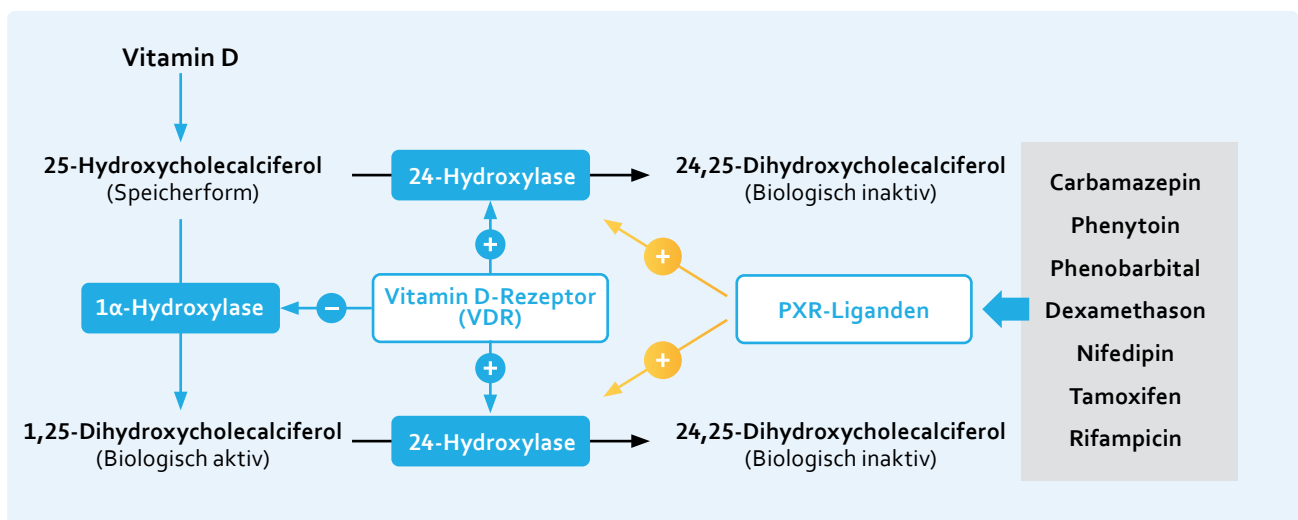 Vitamin D
25-Hydroxycholecalciferol
(Speicherform)
24-Hydroxylase
24,25-Dihydroxycholecalciferol
(Biologisch inaktiv)
+
+
1α-Hydroxylase
−
Vitamin D-Rezeptor
(VDR)
PXR-Liganden
+
+
1,25-Dihydroxycholecalciferol
(Biologisch aktiv)
24-Hydroxylase
24,25-Dihydroxycholecalciferol
(Biologisch inaktiv)
Carbamazepin
Phenytoin
Phenobarbital
Dexamethason
Nifedipin
Tamoxifen
Rifampicin